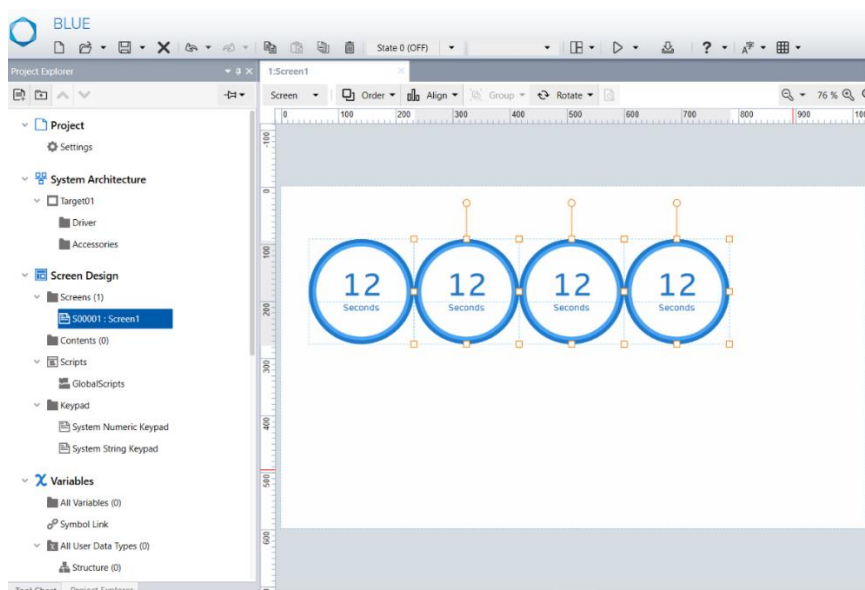 BLUE
State 0 (OFF)
Project Explorer
1:Screen1
Screen Order Align Group Rotate 76 %
0 100 200 300 400 500 600 700 800 900
-100
0
100
200
300
400
500
600
Project
Settings
System Architecture
Target01
Driver
Accessories
Screen Design
Screens (1)
S00001 : Screen1
Contents (0)
Scripts
GlobalScripts
Keypad
System Numeric Keypad
System String Keypad
Variables
All Variables (0)
Symbol Link
All User Data Types (0)
Structure (0)
12 12 12 12
Seconds Seconds Seconds Seconds
Project Explorer